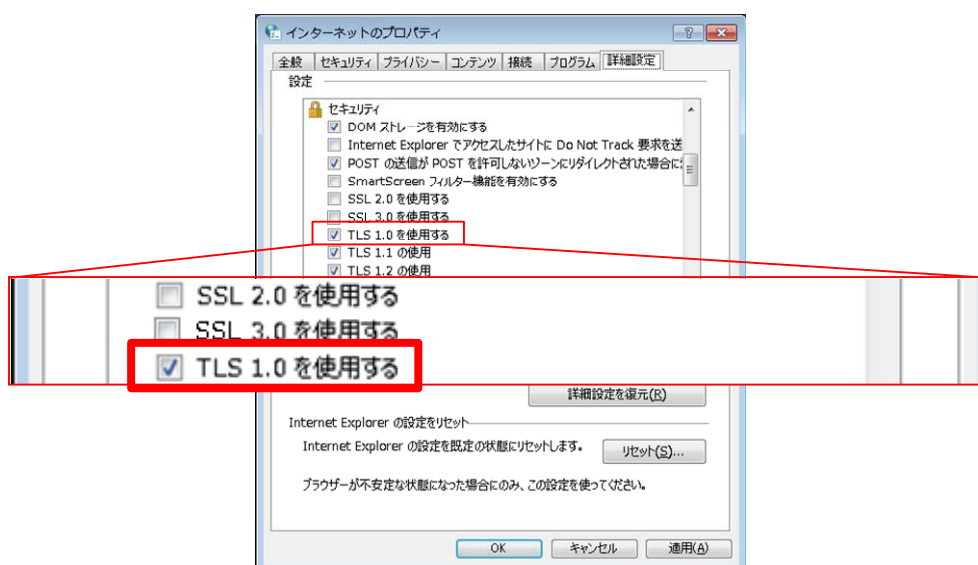 インターネットのプロパティ
全般 セキュリティ プライバシー コンテンツ 接続 プログラム 詳細設定
設定
セキュリティ
DOM ストレージを有効にする
Internet Explorer でアクセスしたサイトに Do Not Track 要求を送
POST の送信が POST を許可しないゾーンにリダイレクトされた場合に
SmartScreen フィルター機能を有効にする
SSL 2.0 を使用する
SSL 3.0 を使用する
TLS 1.0 を使用する
TLS 1.1 の使用
TLS 1.2 の使用
SSL 2.0 を使用する
SSL 3.0 を使用する
TLS 1.0 を使用する
詳細設定を復元(R)
Internet Explorer の設定をリセット
Internet Explorer の設定を既定の状態にリセットします。
リセット(S)...
ブラウザーが不安定な状態になった場合にのみ、この設定を使ってください。
OK キャンセル 適用(A)